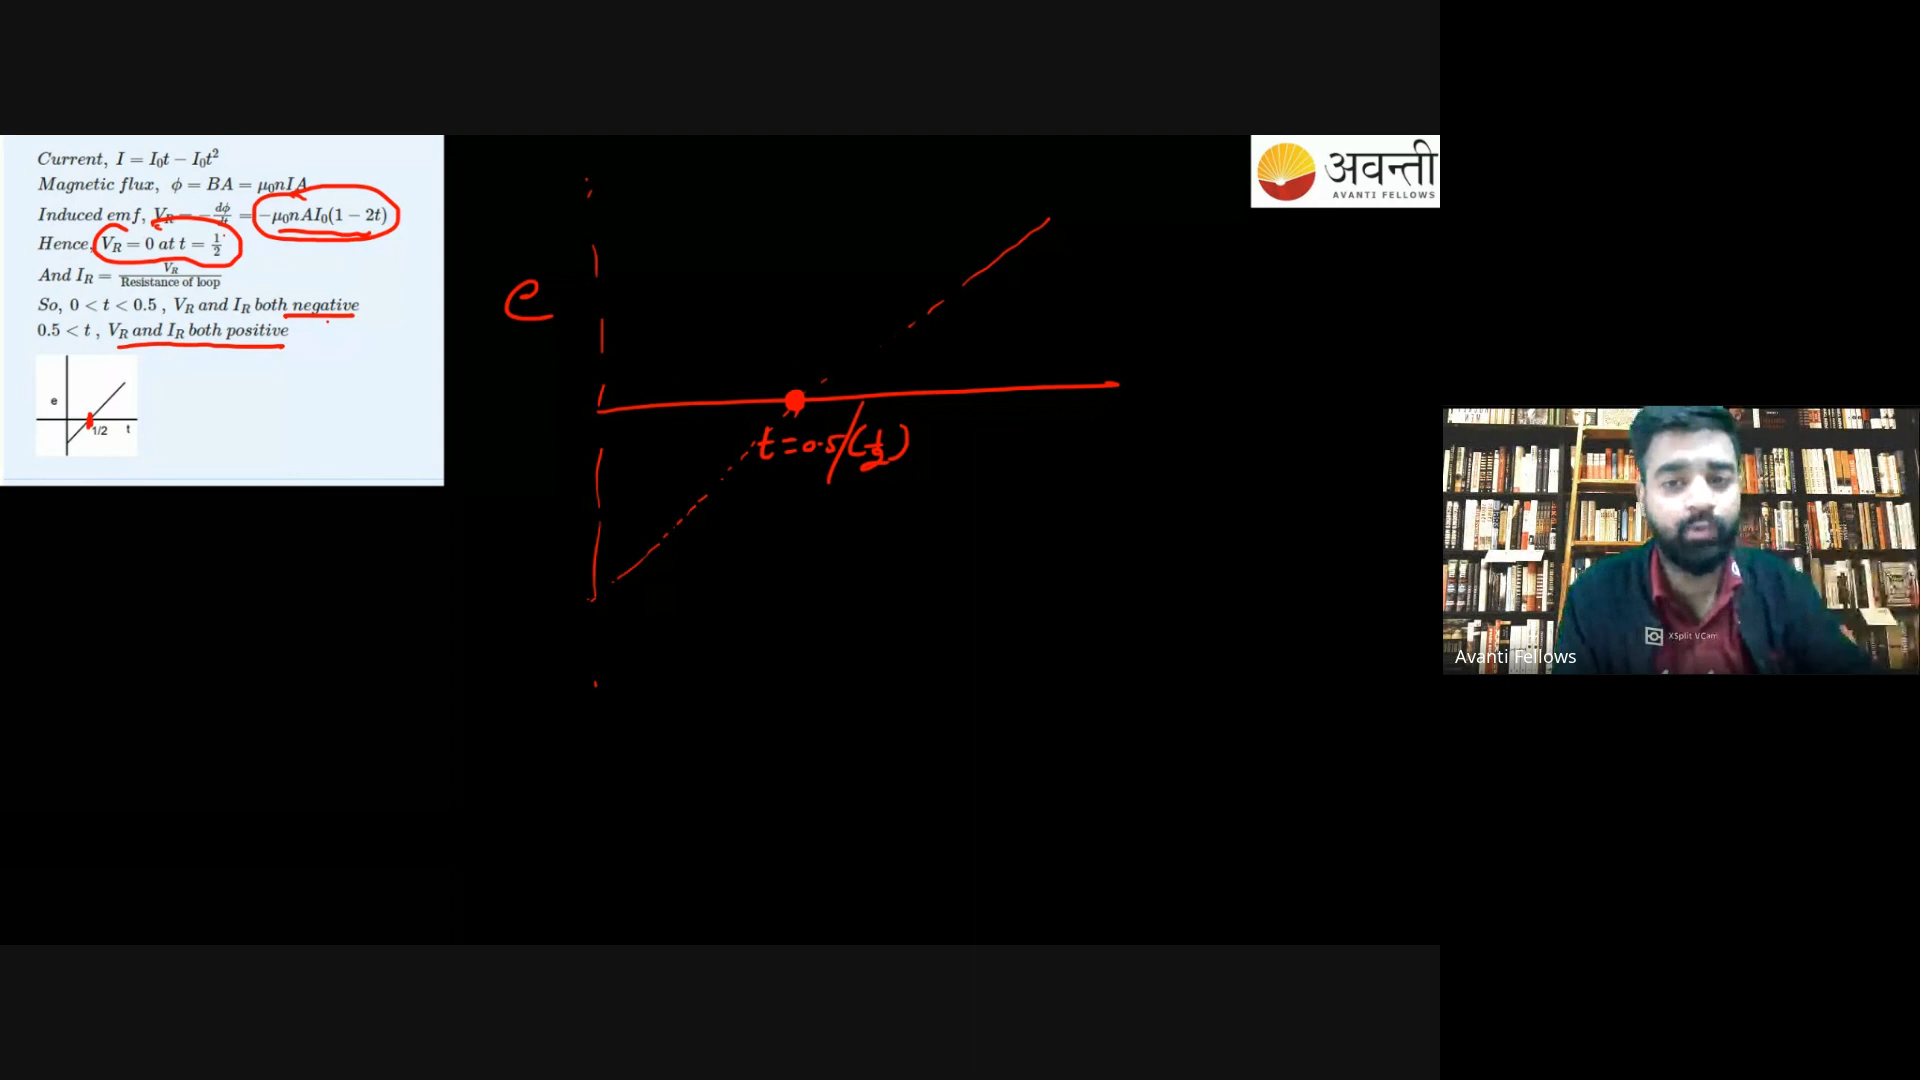 Current, I = I₀t − I₀t²
Magnetic flux, ϕ = BA = μ₀nIA
Induced emf, V_R = −dϕ/dt = −μ₀nAI₀(1 − 2t)
Hence, V_R = 0 at t = 1/2
And I_R = V_R/Resistance of loop
So, 0 < t < 0.5 , V_R and I_R both negative
0.5 < t , V_R and I_R both positive
e
1/2 t
e
t = 0.5/(1/2)
अवन्ती
AVANTI FELLOWS
XSplit VCam
Avanti Fellows